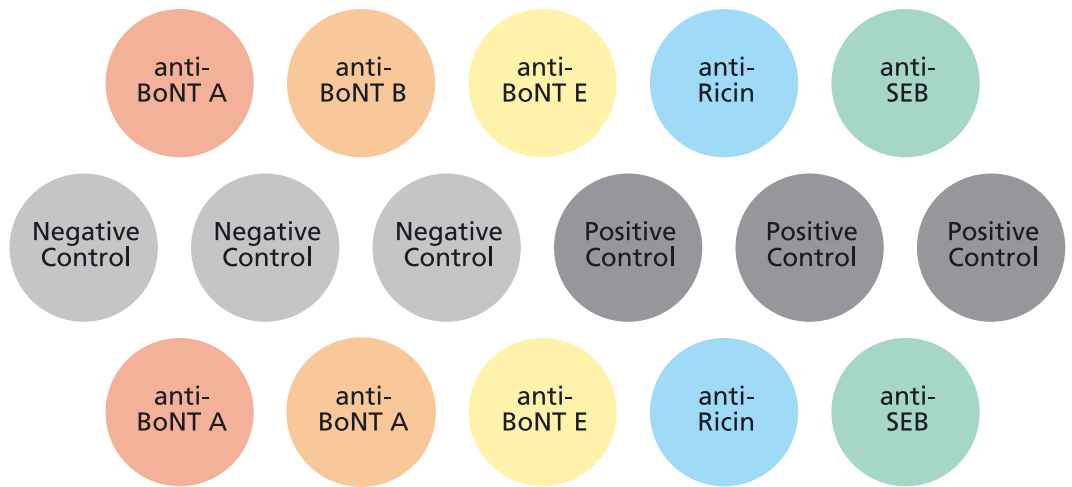 anti-
BoNT A
anti-
BoNT B
anti-
BoNT E
anti-
Ricin
anti-
SEB
Negative
Control
Negative
Control
Negative
Control
Positive
Control
Positive
Control
Positive
Control
anti-
BoNT A
anti-
BoNT A
anti-
BoNT E
anti-
Ricin
anti-
SEB